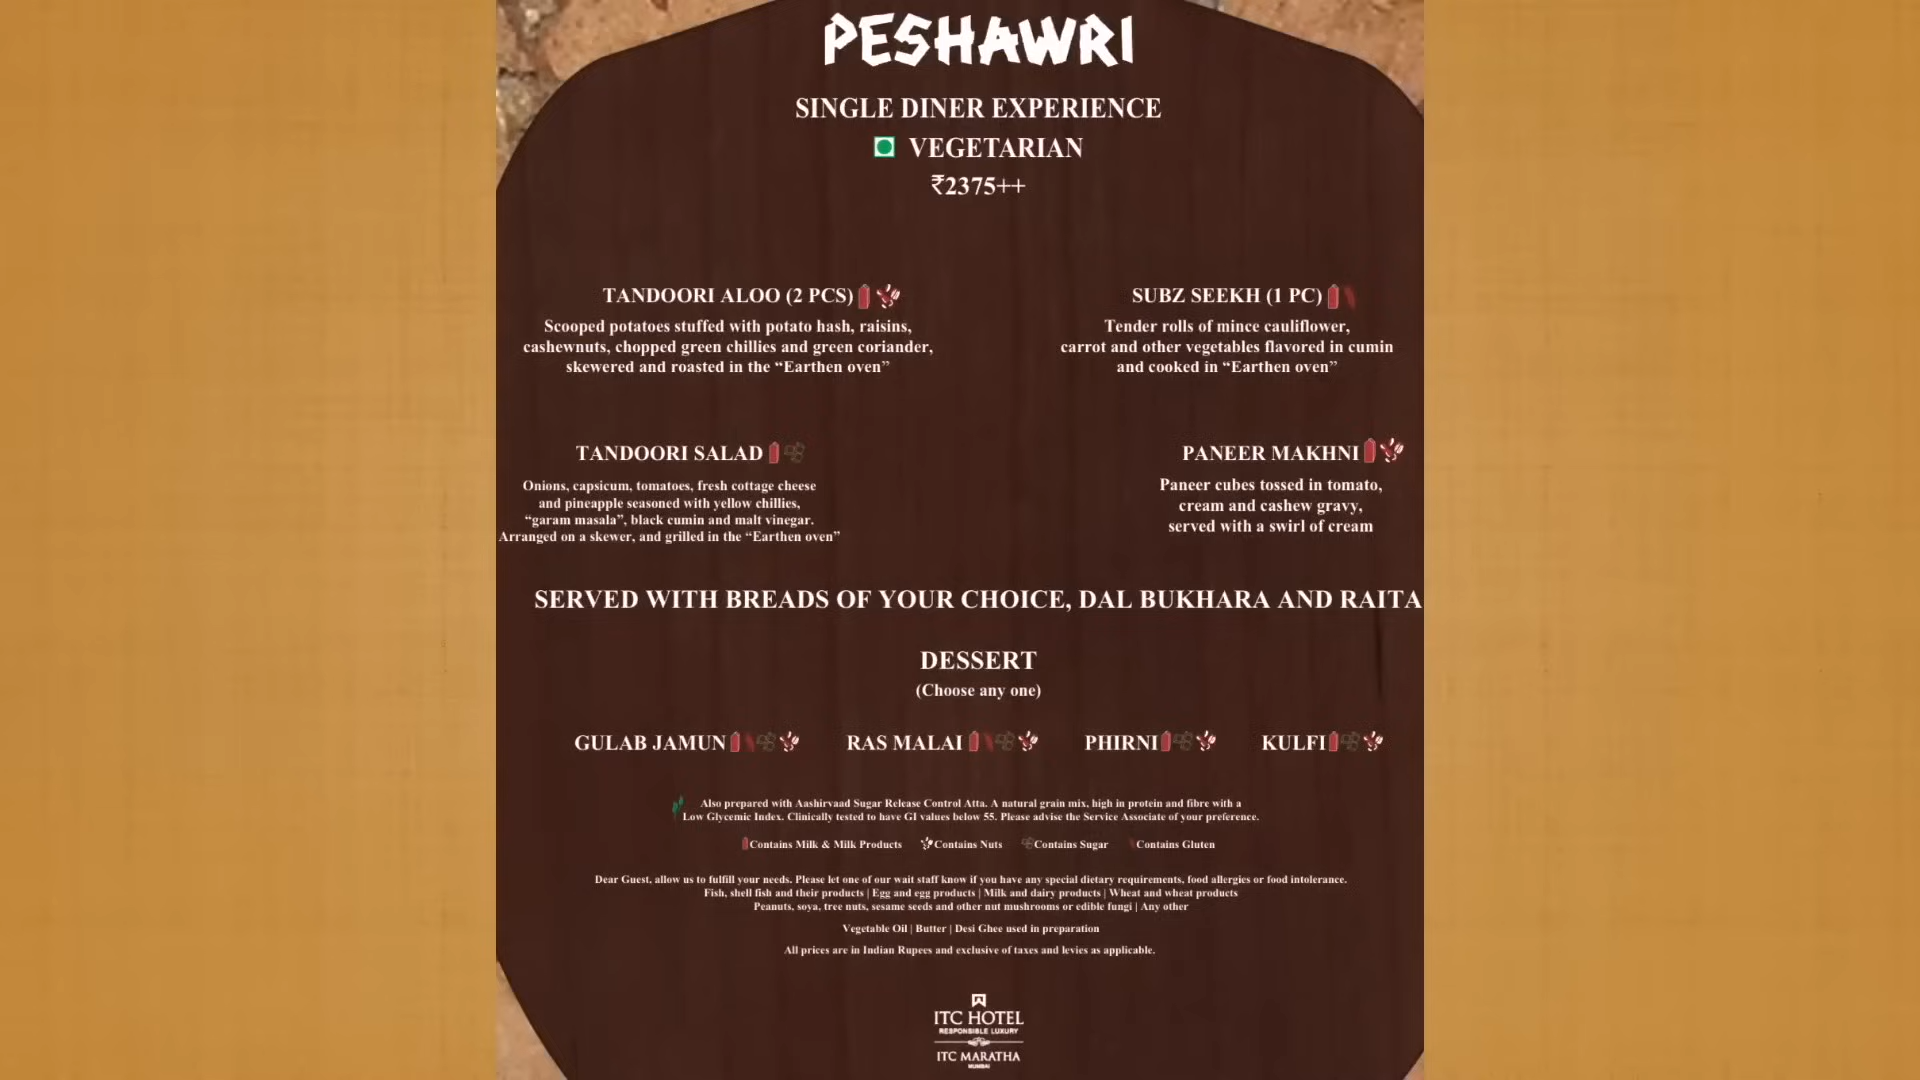 PESHAWRI
SINGLE DINER EXPERIENCE
VEGETARIAN
₹2375++
TANDOORI ALOO (2 PCS)
Scooped potatoes stuffed with potato hash, raisins,
cashewnuts, chopped green chillies and green coriander,
skewered and roasted in the “Earthen oven”
SUBZ SEEKH (1 PC)
Tender rolls of mince cauliflower,
carrot and other vegetables flavored in cumin
and cooked in “Earthen oven”
TANDOORI SALAD
Onions, capsicum, tomatoes, fresh cottage cheese
and pineapple seasoned with yellow chillies,
“garam masala”, black cumin and malt vinegar.
Arranged on a skewer, and grilled in the “Earthen oven”
PANEER MAKHNI
Paneer cubes tossed in tomato,
cream and cashew gravy,
served with a swirl of cream
SERVED WITH BREADS OF YOUR CHOICE, DAL BUKHARA AND RAITA
DESSERT
(Choose any one)
GULAB JAMUN RAS MALAI PHIRNI KULFI
Also prepared with Aashirvaad Sugar Release Control Atta. A natural grain mix, high in protein and fibre with a
Low Glycemic Index. Clinically tested to have GI values below 55. Please advise the Service Associate of your preference.
Contains Milk & Milk Products Contains Nuts Contains Sugar Contains Gluten
Dear Guest, allow us to fulfill your needs. Please let one of our wait staff know if you have any special dietary requirements, food allergies or food intolerance.
Fish, shell fish and their products | Egg and egg products | Milk and dairy products | Wheat and wheat products
Peanuts, soya, tree nuts, sesame seeds and other nut mushrooms or edible fungi | Any other
Vegetable Oil | Butter | Desi Ghee used in preparation
All prices are in Indian Rupees and exclusive of taxes and levies as applicable.
ITC HOTEL
RESPONSIBLE LUXURY
ITC MARATHA
MUMBAI